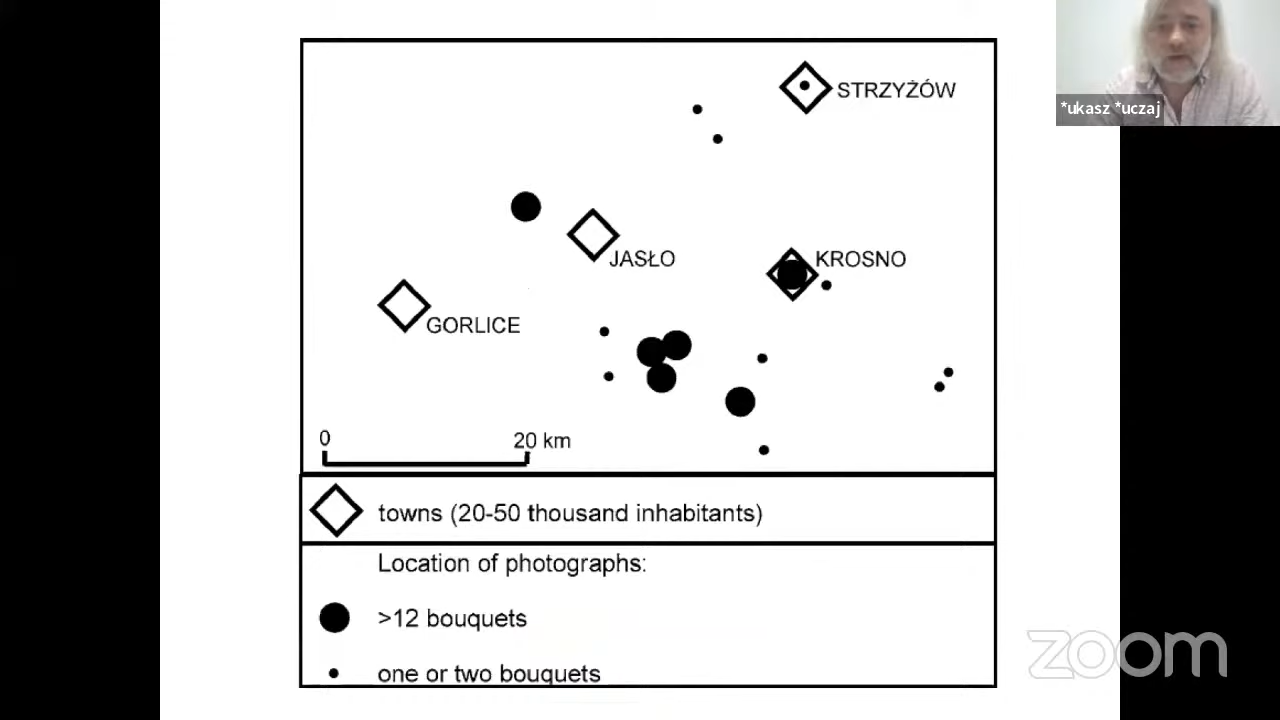 *ukasz *uczaj
STRZYŻÓW
JASŁO
KROSNO
GORLICE
0 20 km
towns (20-50 thousand inhabitants)
Location of photographs:
>12 bouquets
one or two bouquets
zoom